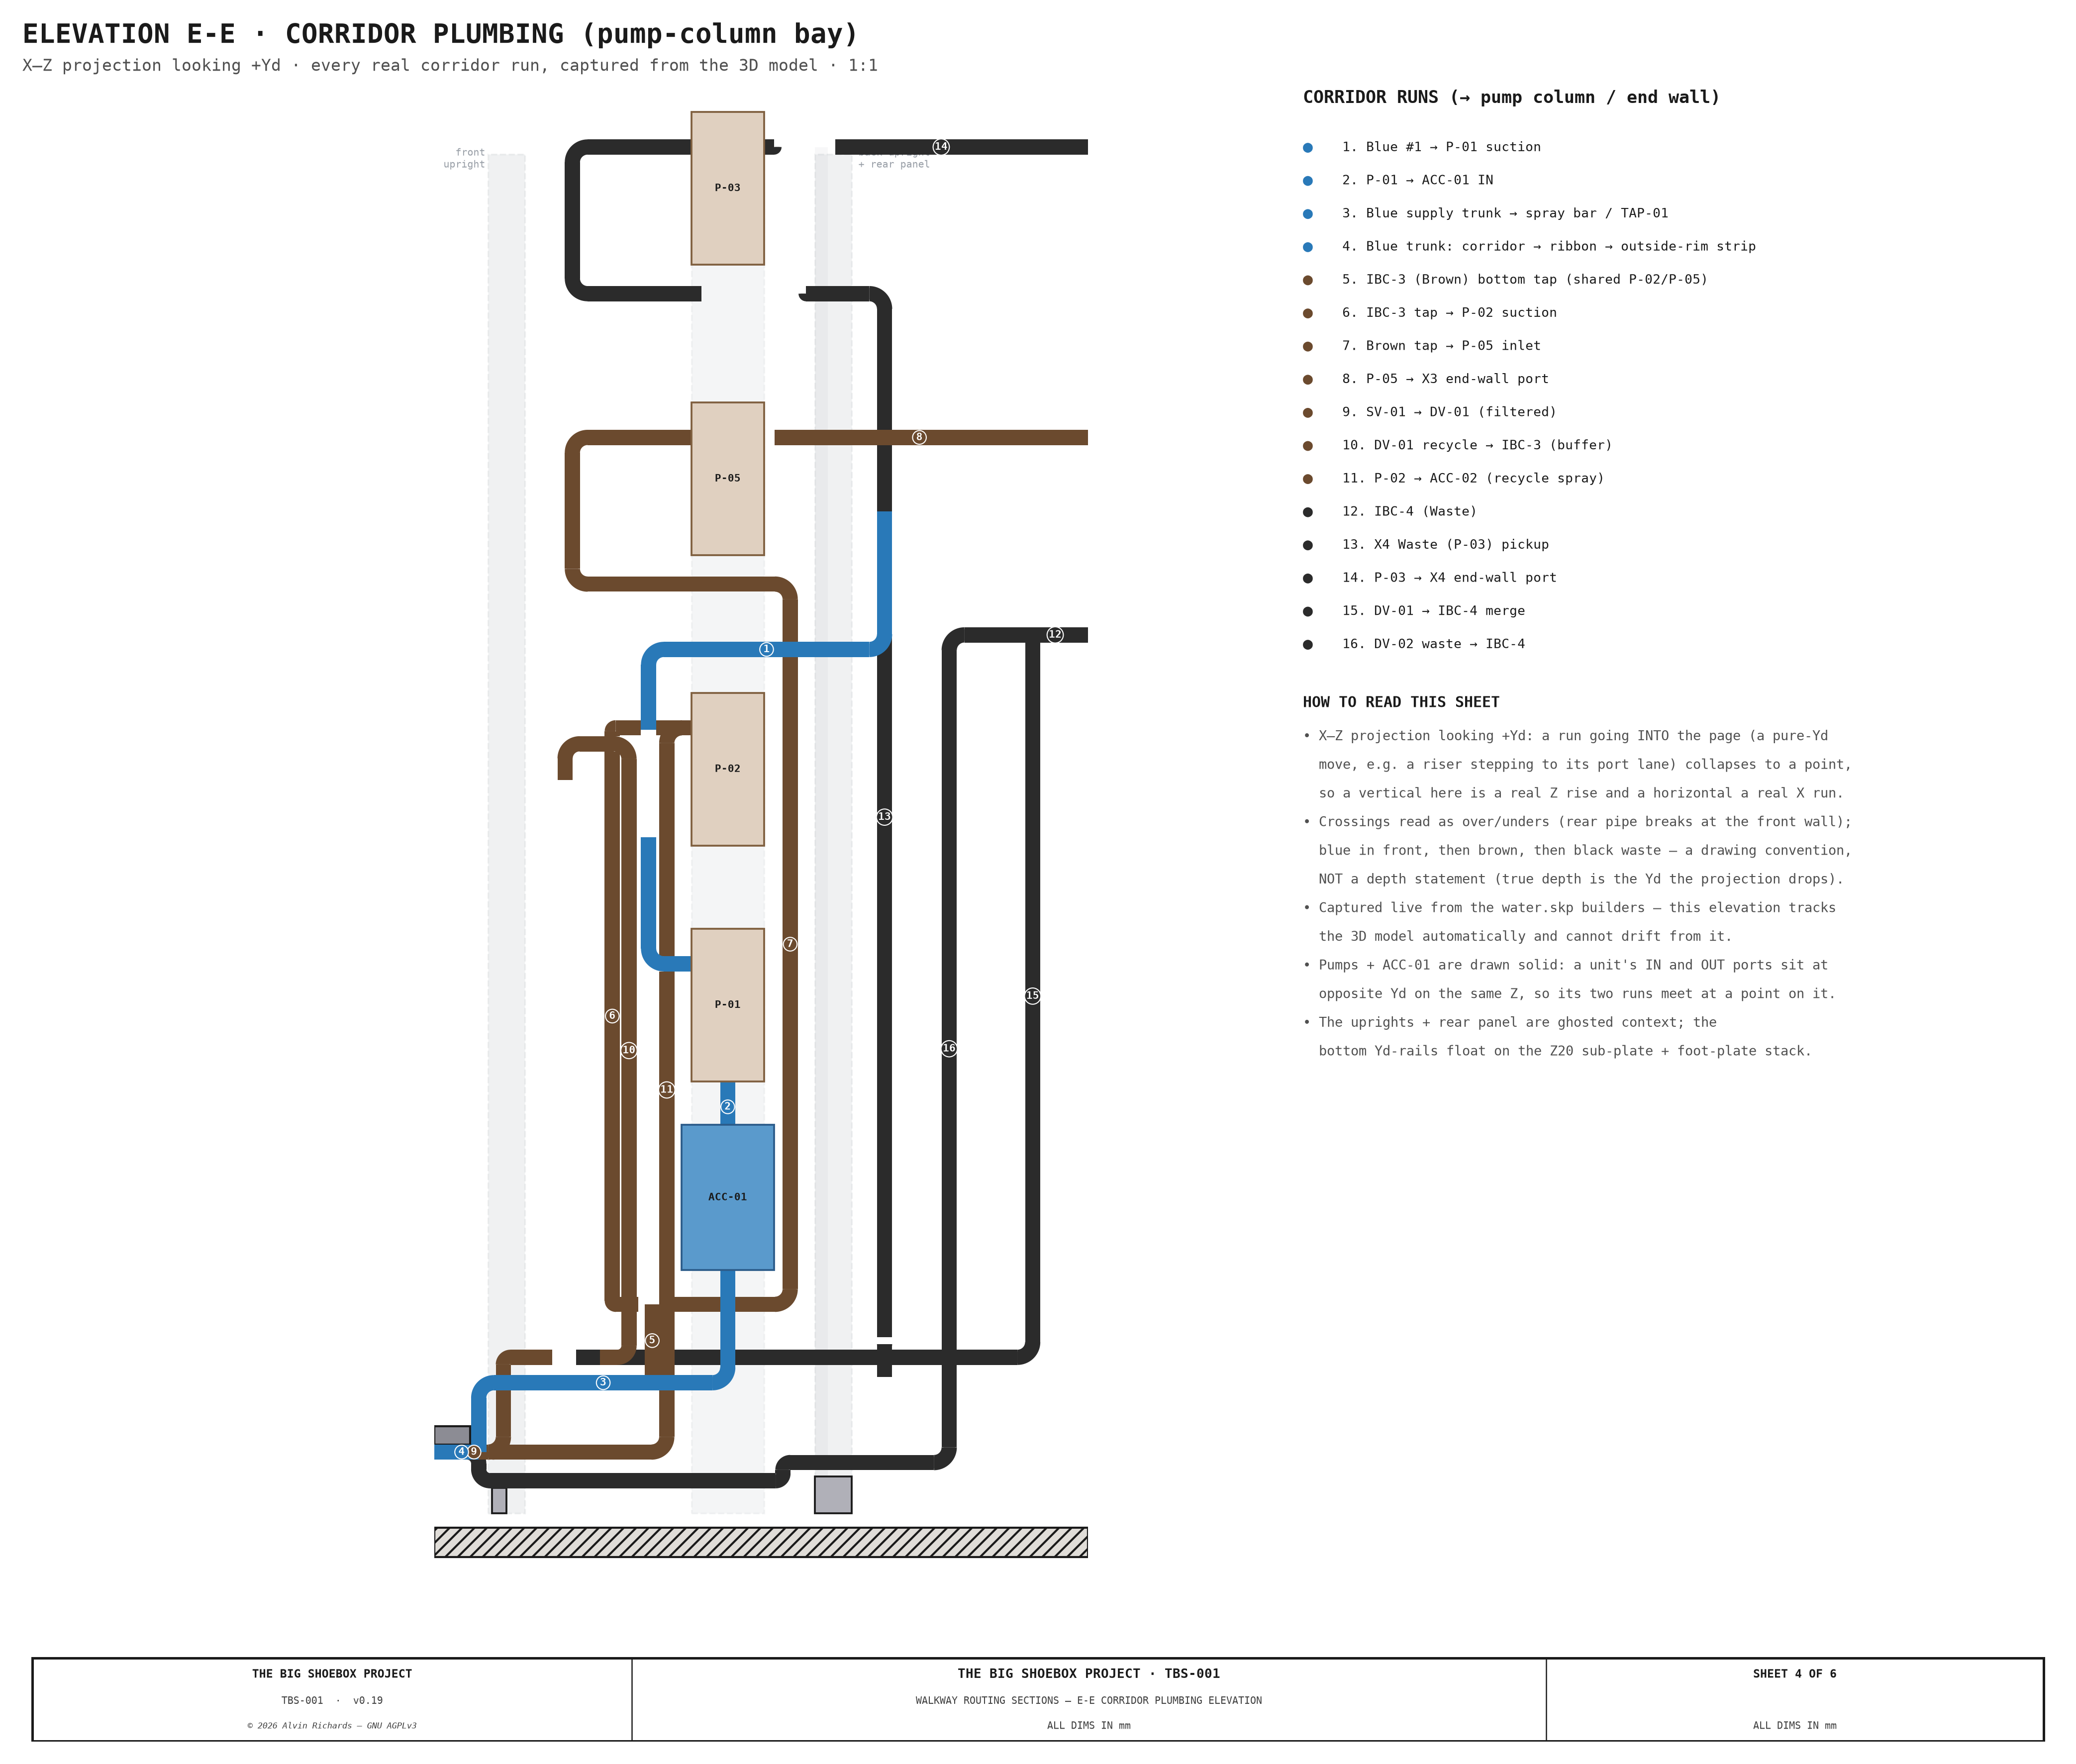 ELEVATION E-E · CORRIDOR PLUMBING (pump-column bay)
X—Z projection looking +Yd · every real corridor run, captured from the 3D model · 1:1
front
upright
+ rear panel
P-03
P-05
P-02
P-01
ACC-01
14
8
1
12
13
7
6
10
11
2
15
16
5
3
4
9
CORRIDOR RUNS (→ pump column / end wall)
1. Blue #1 → P-01 suction
2. P-01 → ACC-01 IN
3. Blue supply trunk → spray bar / TAP-01
4. Blue trunk: corridor → ribbon → outside-rim strip
5. IBC-3 (Brown) bottom tap (shared P-02/P-05)
6. IBC-3 tap → P-02 suction
7. Brown tap → P-05 inlet
8. P-05 → X3 end-wall port
9. SV-01 → DV-01 (filtered)
10. DV-01 recycle → IBC-3 (buffer)
11. P-02 → ACC-02 (recycle spray)
12. IBC-4 (Waste)
13. X4 Waste (P-03) pickup
14. P-03 → X4 end-wall port
15. DV-01 → IBC-4 merge
16. DV-02 waste → IBC-4
HOW TO READ THIS SHEET
• X—Z projection looking +Yd: a run going INTO the page (a pure-Yd
move, e.g. a riser stepping to its port lane) collapses to a point,
so a vertical here is a real Z rise and a horizontal a real X run.
• Crossings read as over/unders (rear pipe breaks at the front wall);
blue in front, then brown, then black waste — a drawing convention,
NOT a depth statement (true depth is the Yd the projection drops).
• Captured live from the water.skp builders — this elevation tracks
the 3D model automatically and cannot drift from it.
• Pumps + ACC-01 are drawn solid: a unit's IN and OUT ports sit at
opposite Yd on the same Z, so its two runs meet at a point on it.
• The uprights + rear panel are ghosted context; the
bottom Yd-rails float on the Z20 sub-plate + foot-plate stack.
THE BIG SHOEBOX PROJECT
TBS-001 · v0.19
© 2026 Alvin Richards — GNU AGPLv3
THE BIG SHOEBOX PROJECT · TBS-001
WALKWAY ROUTING SECTIONS — E-E CORRIDOR PLUMBING ELEVATION
ALL DIMS IN mm
SHEET 4 OF 6
ALL DIMS IN mm